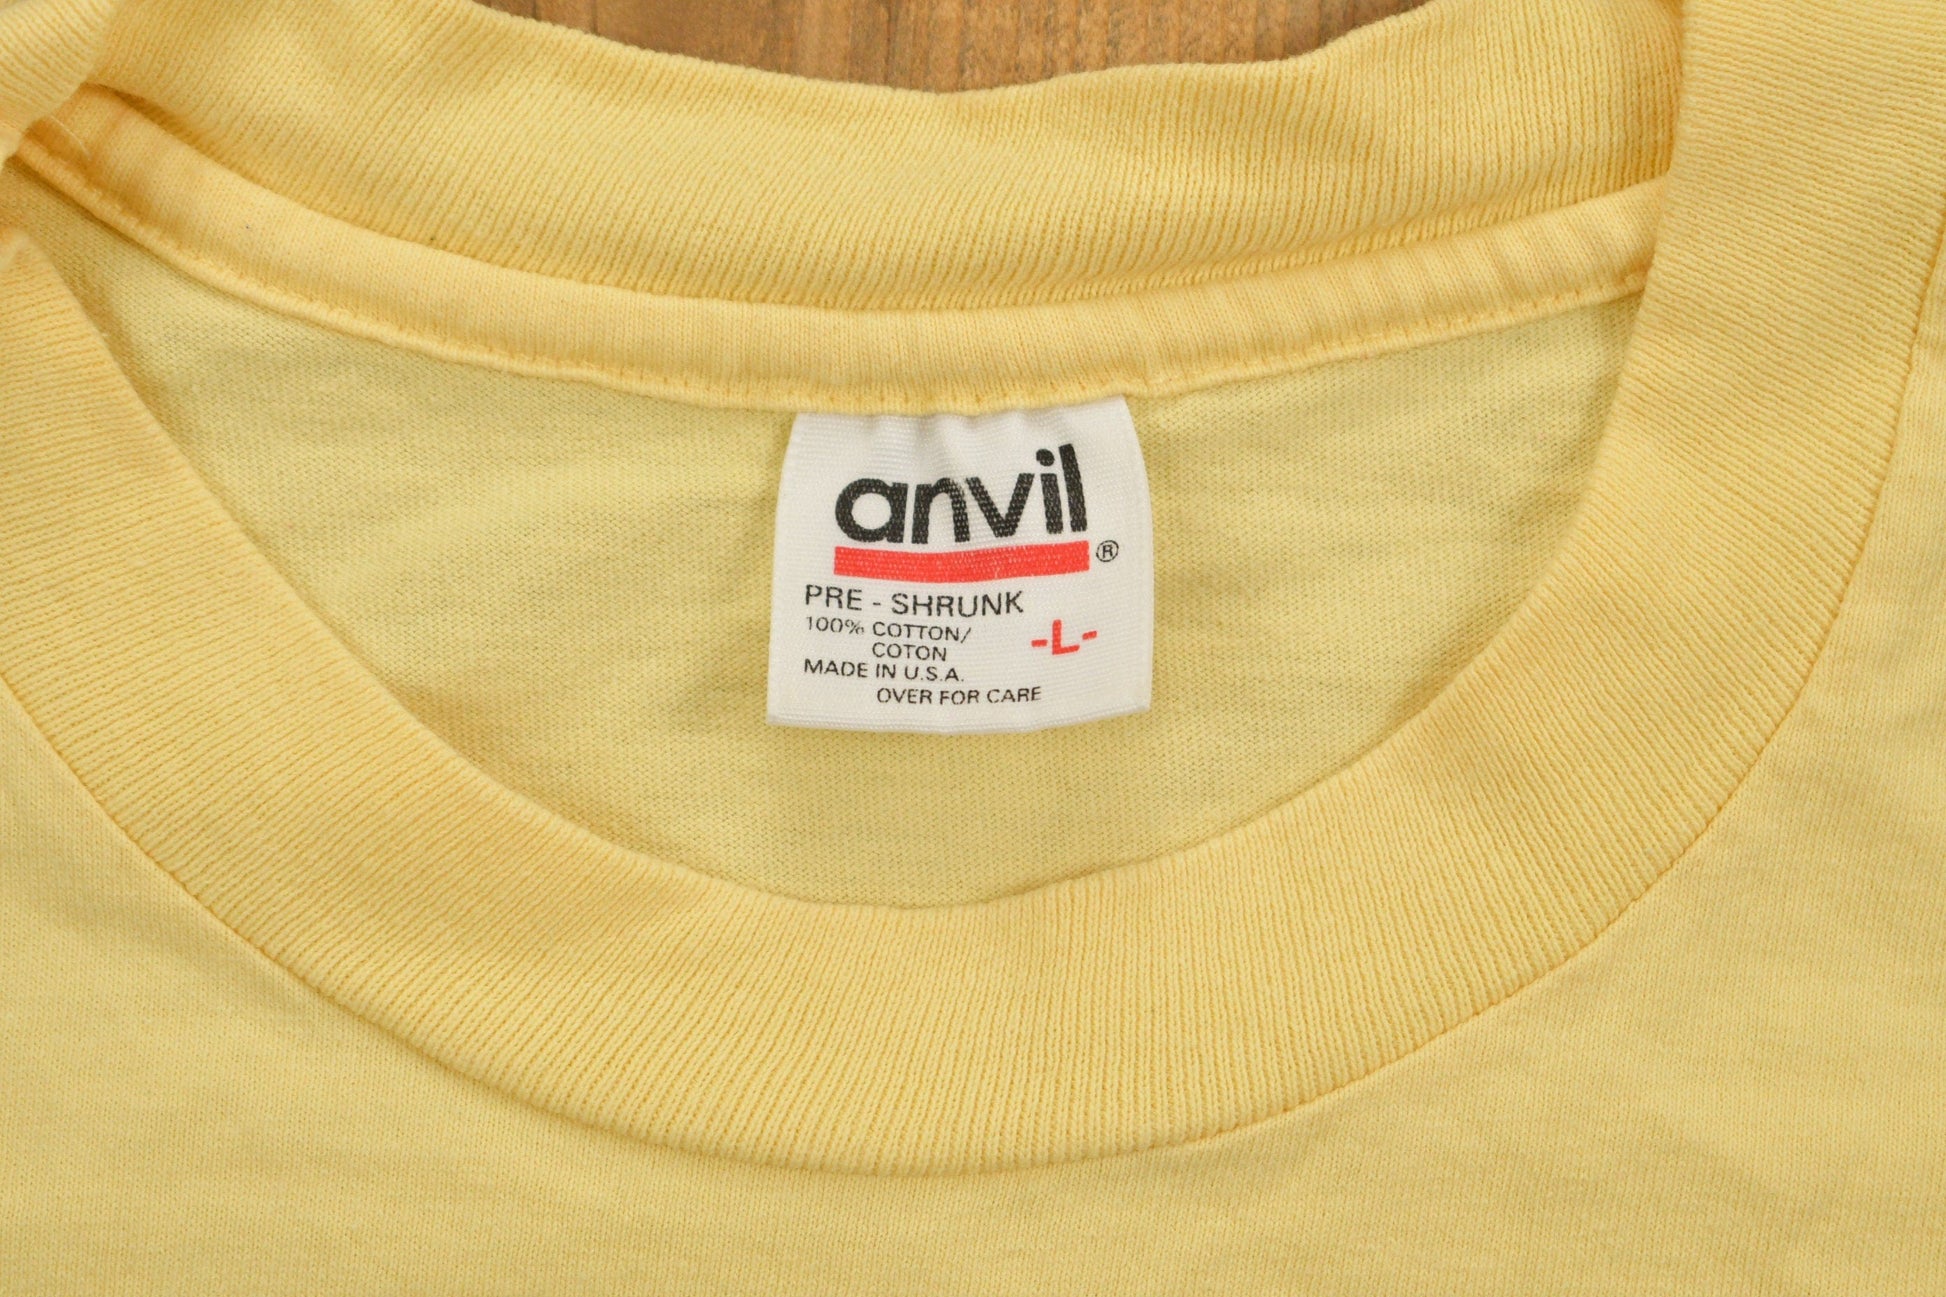 anvil ®
PRE - SHRUNK
100% COTTON/
COTON
-L-
MADE IN U.S.A.
OVER FOR CARE